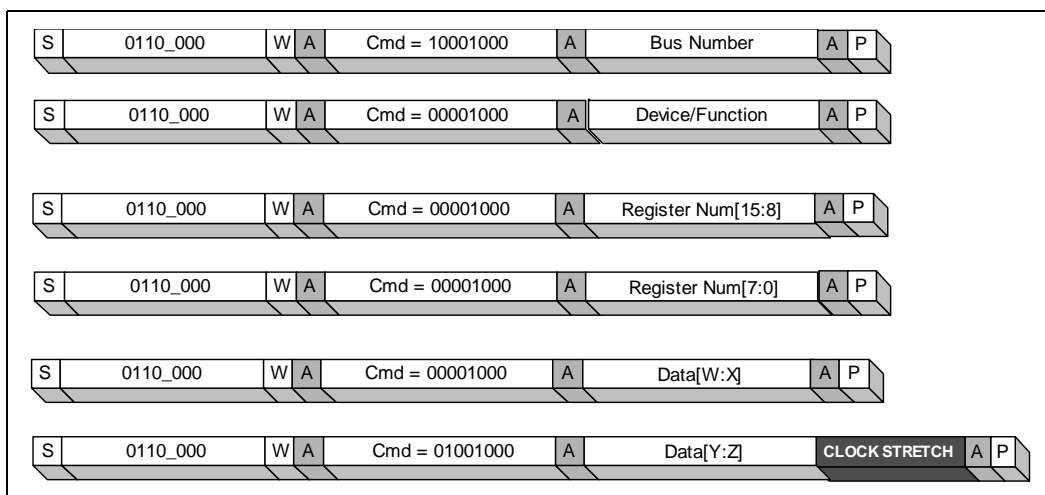 S 0110_000 W A Cmd = 10001000 A Bus Number A P
S 0110_000 W A Cmd = 00001000 A Device/Function A P
S 0110_000 W A Cmd = 00001000 A Register Num[15:8] A P
S 0110_000 W A Cmd = 00001000 A Register Num[7:0] A P
S 0110_000 W A Cmd = 00001000 A Data[W:X] A P
S 0110_000 W A Cmd = 01001000 A Data[Y:Z] CLOCK STRETCH A P